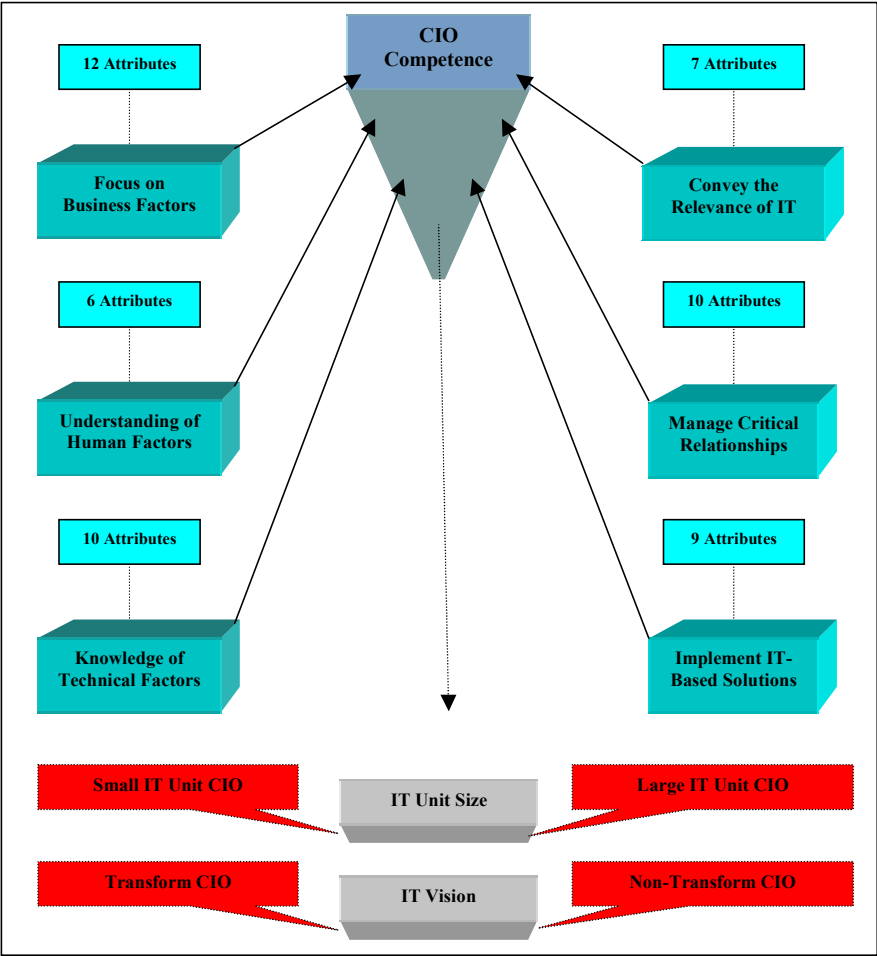 CIO
Competence
12 Attributes
7 Attributes
Focus on
Business Factors
Convey the
Relevance of IT
6 Attributes
10 Attributes
Understanding of
Human Factors
Manage Critical
Relationships
10 Attributes
9 Attributes
Knowledge of
Technical Factors
Implement IT-
Based Solutions
Small IT Unit CIO
IT Unit Size
Large IT Unit CIO
Transform CIO
IT Vision
Non-Transform CIO